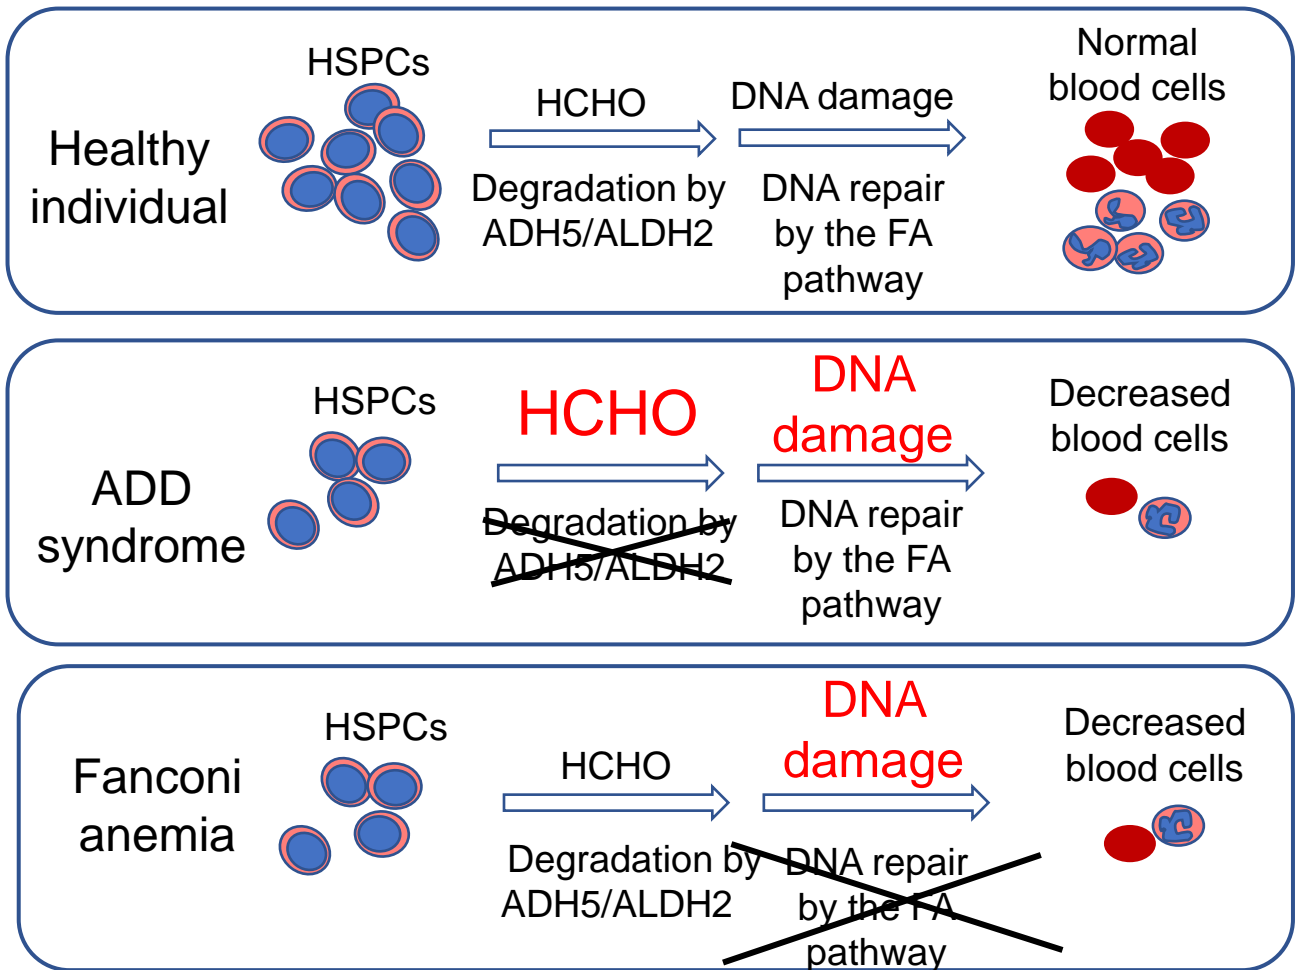 Healthy
individual
HSPCs
HCHO
Degradation by
ADH5/ALDH2
DNA damage
DNA repair
by the FA
pathway
Normal
blood cells
ADD
syndrome
HSPCs
HCHO
Degradation by
ADH5/ALDH2
DNA
damage
DNA repair
by the FA
pathway
Decreased
blood cells
Fanconi
anemia
HSPCs
HCHO
Degradation by
ADH5/ALDH2
DNA
damage
DNA repair
by the FA
pathway
Decreased
blood cells